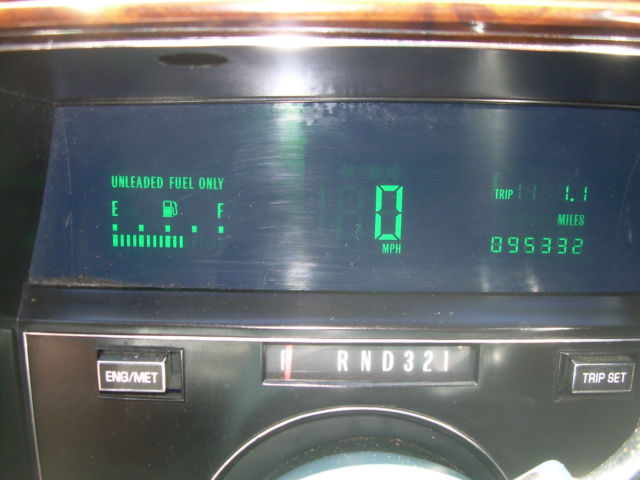 UNLEADED FUEL ONLY
E F
TRIP 1.1
MILES
095332
0
MPH
P RND321
ENG/MET
TRIP SET